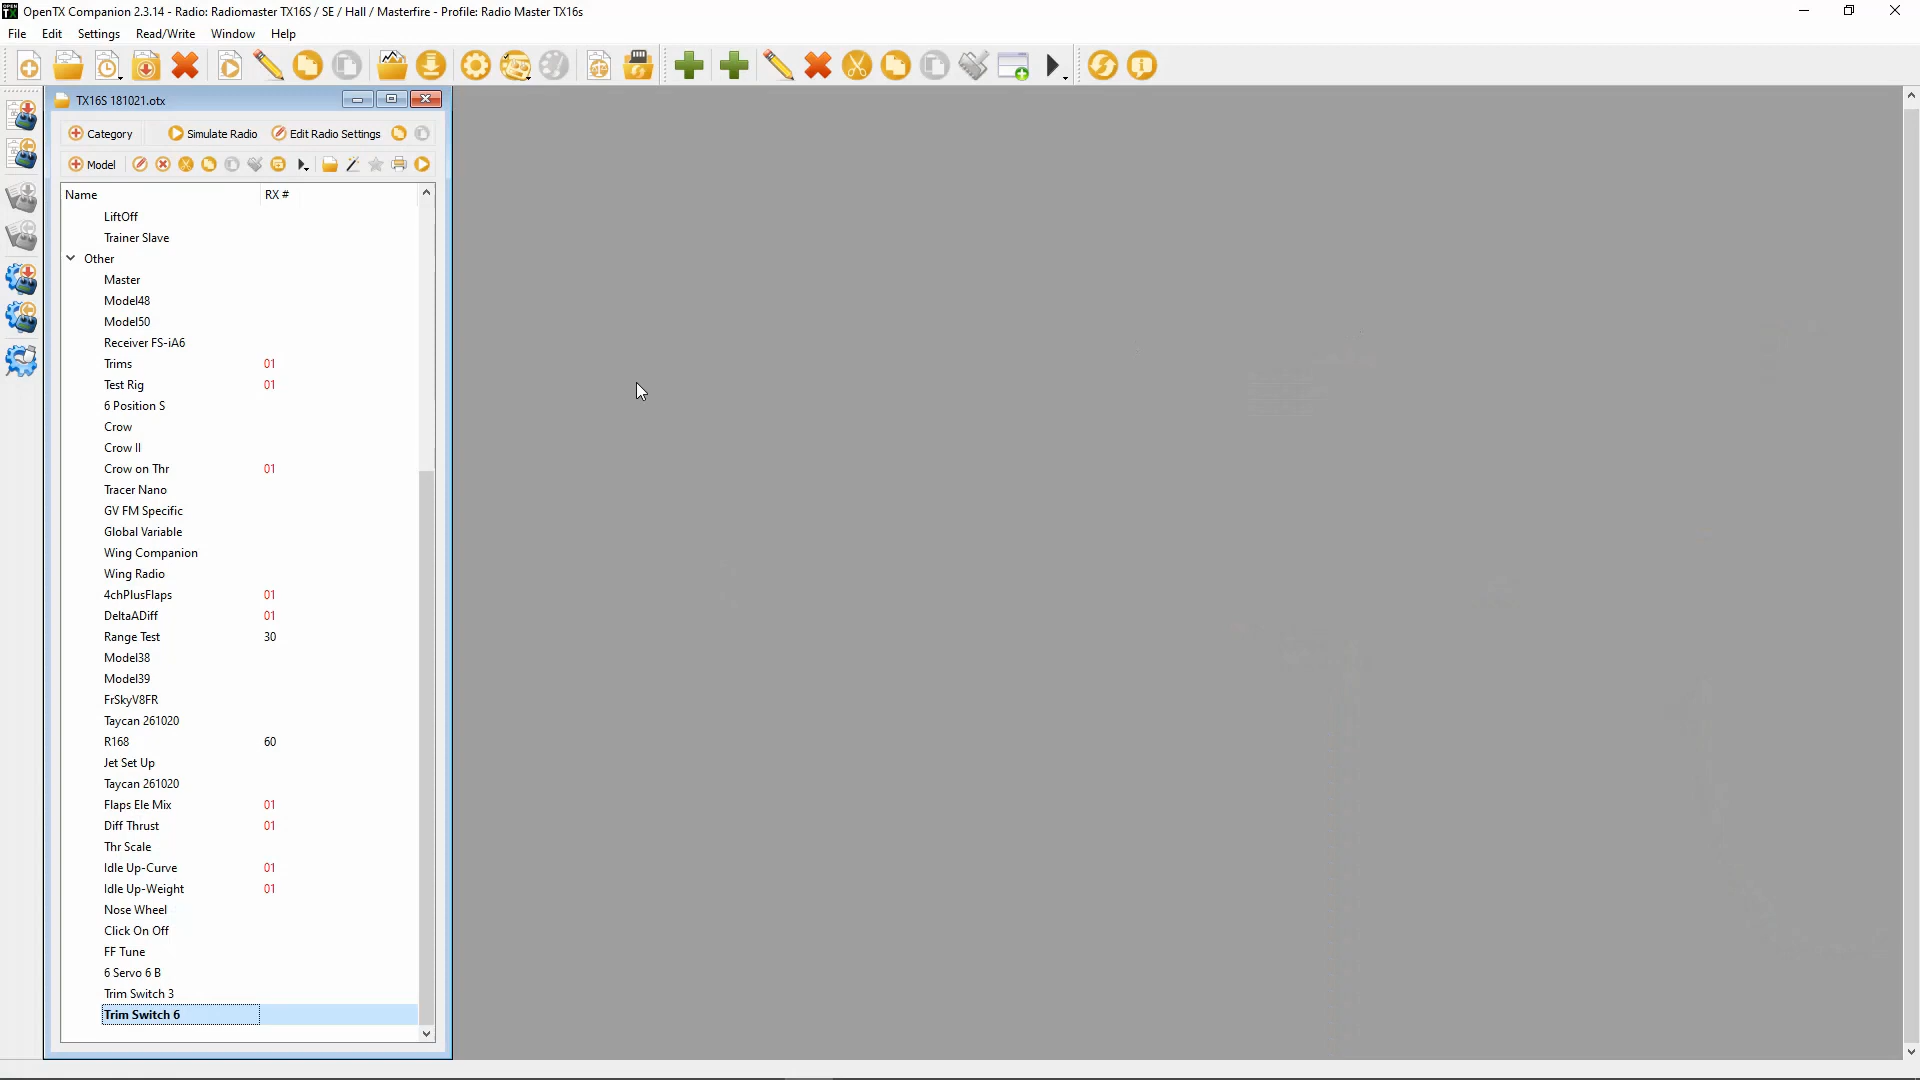 OpenTX Companion 2.3.14 - Radio: Radiomaster TX16S / SE / Hall / Masterfire - Profile: Radio Master TX16s
File Edit Settings Read/Write Window Help
TX16S 181021.otx
Category Simulate Radio Edit Radio Settings
Model
Name RX #
LiftOff
Trainer Slave
Other
Master
Model48
Model50
Receiver FS-iA6
Trims 01
Test Rig 01
6 Position S
Crow
Crow II
Crow on Thr 01
Tracer Nano
GV FM Specific
Global Variable
Wing Companion
Wing Radio
4chPlusFlaps 01
DeltaADiff 01
Range Test 30
Model38
Model39
FrSkyV8FR
Taycan 261020
R168 60
Jet Set Up
Taycan 261020
Flaps Ele Mix 01
Diff Thrust 01
Thr Scale
Idle Up-Curve 01
Idle Up-Weight 01
Nose Wheel
Click On Off
FF Tune
6 Servo 6 B
Trim Switch 3
Trim Switch 6